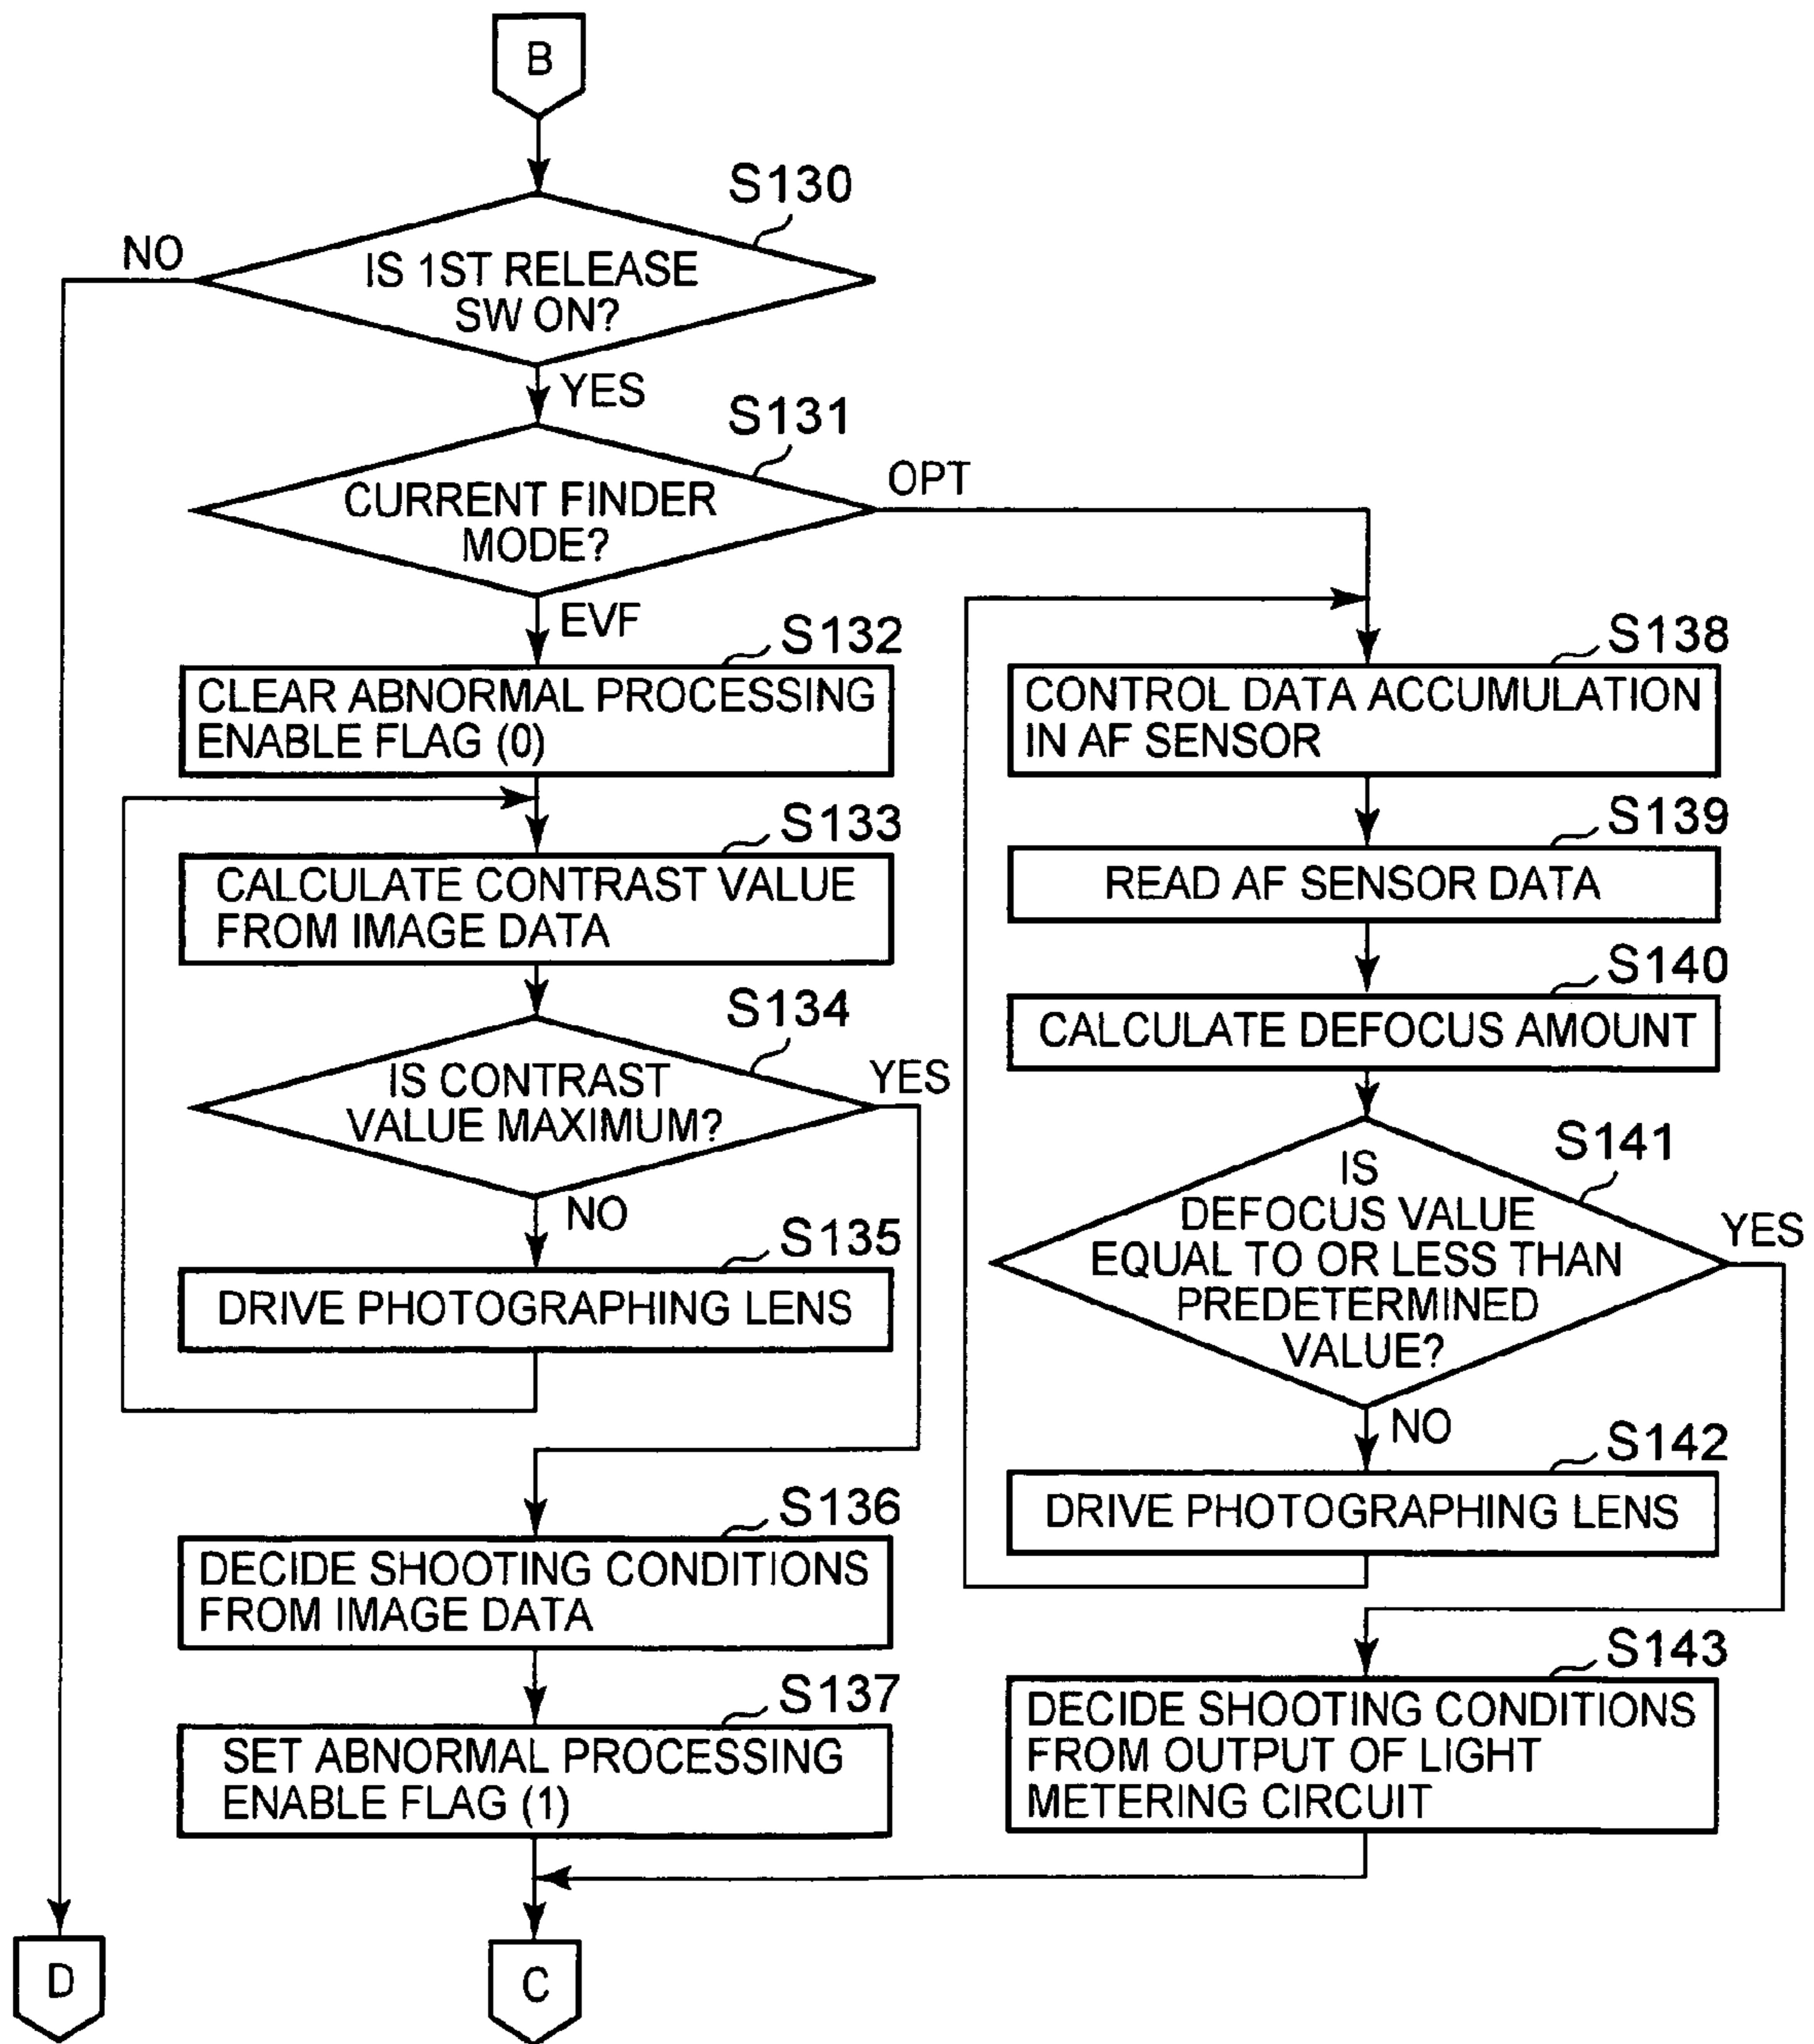 B
S130
NO
IS 1ST RELEASE
SW ON?
YES
S131
CURRENT FINDER
MODE?
OPT
EVF
S132
CLEAR ABNORMAL PROCESSING
ENABLE FLAG (0)
S133
CALCULATE CONTRAST VALUE
FROM IMAGE DATA
S134
IS CONTRAST
VALUE MAXIMUM?
YES
NO
S135
DRIVE PHOTOGRAPHING LENS
S136
DECIDE SHOOTING CONDITIONS
FROM IMAGE DATA
S137
SET ABNORMAL PROCESSING
ENABLE FLAG (1)
S138
CONTROL DATA ACCUMULATION
IN AF SENSOR
S139
READ AF SENSOR DATA
S140
CALCULATE DEFOCUS AMOUNT
S141
IS
DEFOCUS VALUE
EQUAL TO OR LESS THAN
PREDETERMINED
VALUE?
YES
NO
S142
DRIVE PHOTOGRAPHING LENS
S143
DECIDE SHOOTING CONDITIONS
FROM OUTPUT OF LIGHT
METERING CIRCUIT
D
C